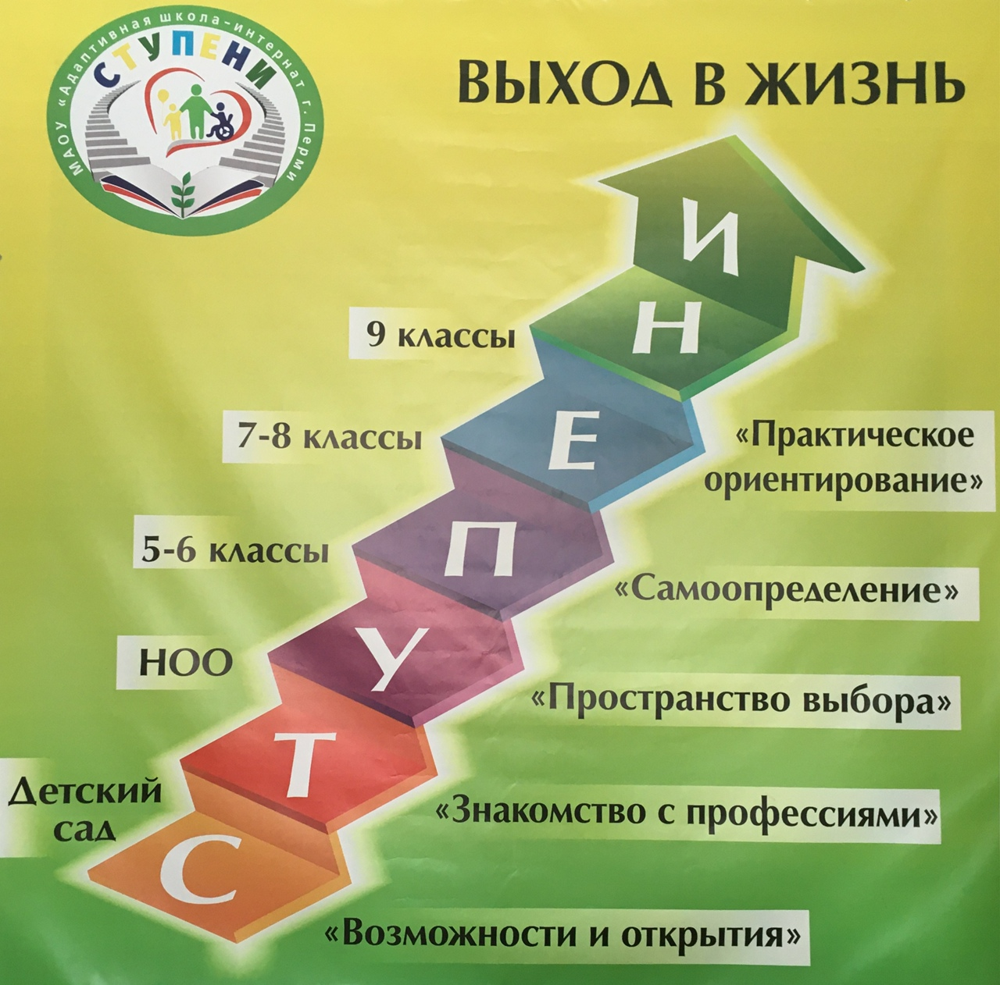 МАОУ «Адаптивная школа-интернат г. Перми
СТУПЕНИ
ВЫХОД В ЖИЗНЬ
И
Н
9 классы
Е
7-8 классы
«Практическое
ориентирование»
П
5-6 классы
«Самоопределение»
У
НОО
«Пространство выбора»
Т
Детский
сад
«Знакомство с профессиями»
С
«Возможности и открытия»